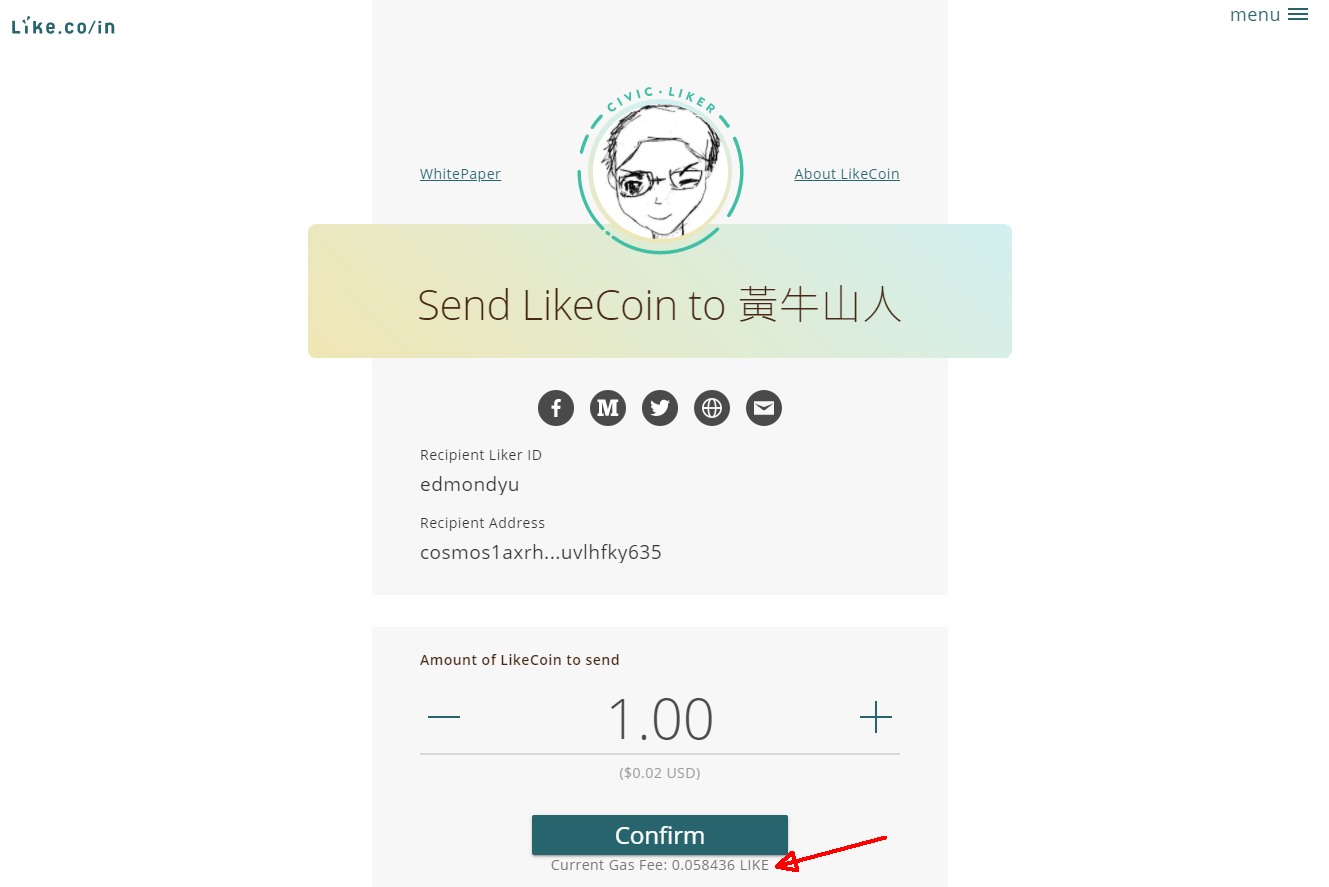 Like.co/in
menu
CIVIC · LIKER
WhitePaper
About LikeCoin
Send LikeCoin to 黃牛山人
Recipient Liker ID
edmondyu
Recipient Address
cosmos1axrh...uvlhfky635
Amount of LikeCoin to send
1.00
($0.02 USD)
Confirm
Current Gas Fee: 0.058436 LIKE